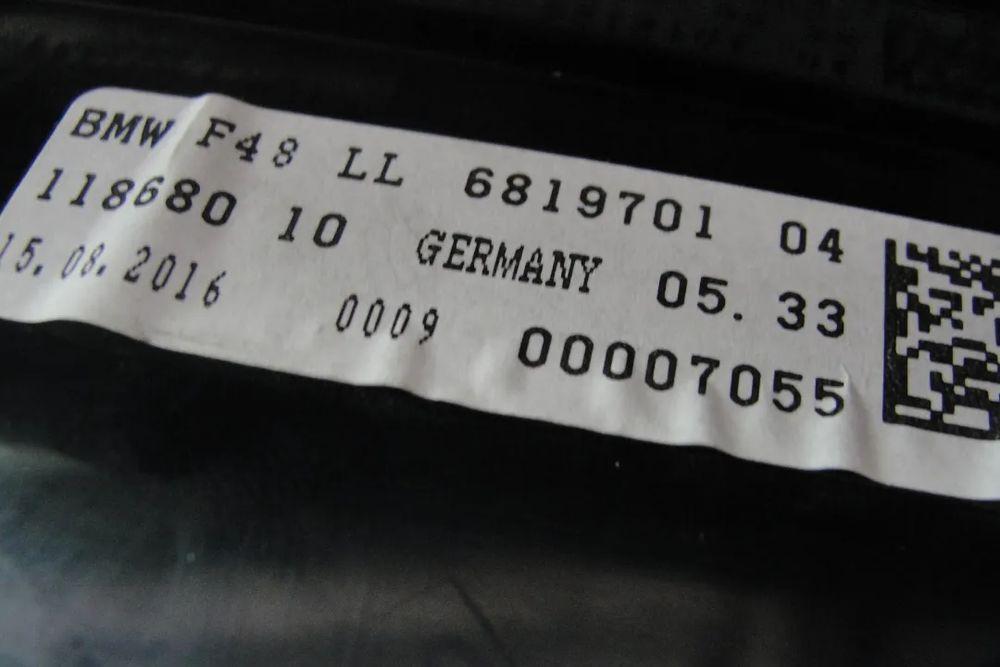 BMW F48 LL 6819701 04
118680 10 GERMANY 05.33
15.08.2016 0009 00007055